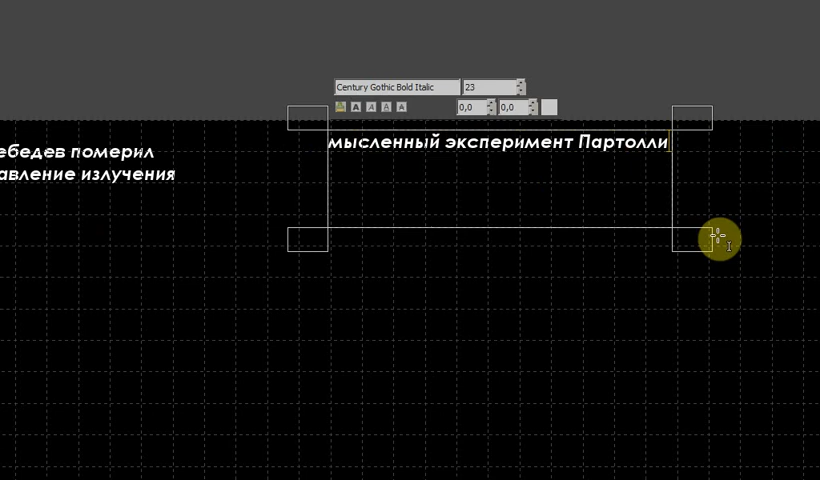 Century Gothic Bold Italic
23
0,0
0,0
мысленный эксперимент Партолли
ебедев померил
авление излучения